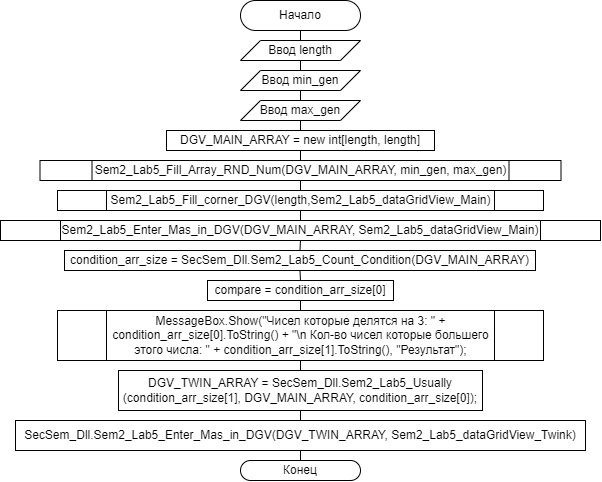 Начало
Ввод length
Ввод min_gen
Ввод max_gen
DGV_MAIN_ARRAY = new int[length, length]
Sem2_Lab5_Fill_Array_RND_Num(DGV_MAIN_ARRAY, min_gen, max_gen)
Sem2_Lab5_Fill_corner_DGV(length,Sem2_Lab5_dataGridView_Main)
Sem2_Lab5_Enter_Mas_in_DGV(DGV_MAIN_ARRAY, Sem2_Lab5_dataGridView_Main)
condition_arr_size = SecSem_Dll.Sem2_Lab5_Count_Condition(DGV_MAIN_ARRAY)
compare = condition_arr_size[0]
MessageBox.Show("Чисел которые делятся на 3: " +
condition_arr_size[0].ToString() + "\n Кол-во чисел которые большего
этого числа: " + condition_arr_size[1].ToString(), "Результат");
DGV_TWIN_ARRAY = SecSem_Dll.Sem2_Lab5_Usually
(condition_arr_size[1], DGV_MAIN_ARRAY, condition_arr_size[0]);
SecSem_Dll.Sem2_Lab5_Enter_Mas_in_DGV(DGV_TWIN_ARRAY, Sem2_Lab5_dataGridView_Twink)
Конец